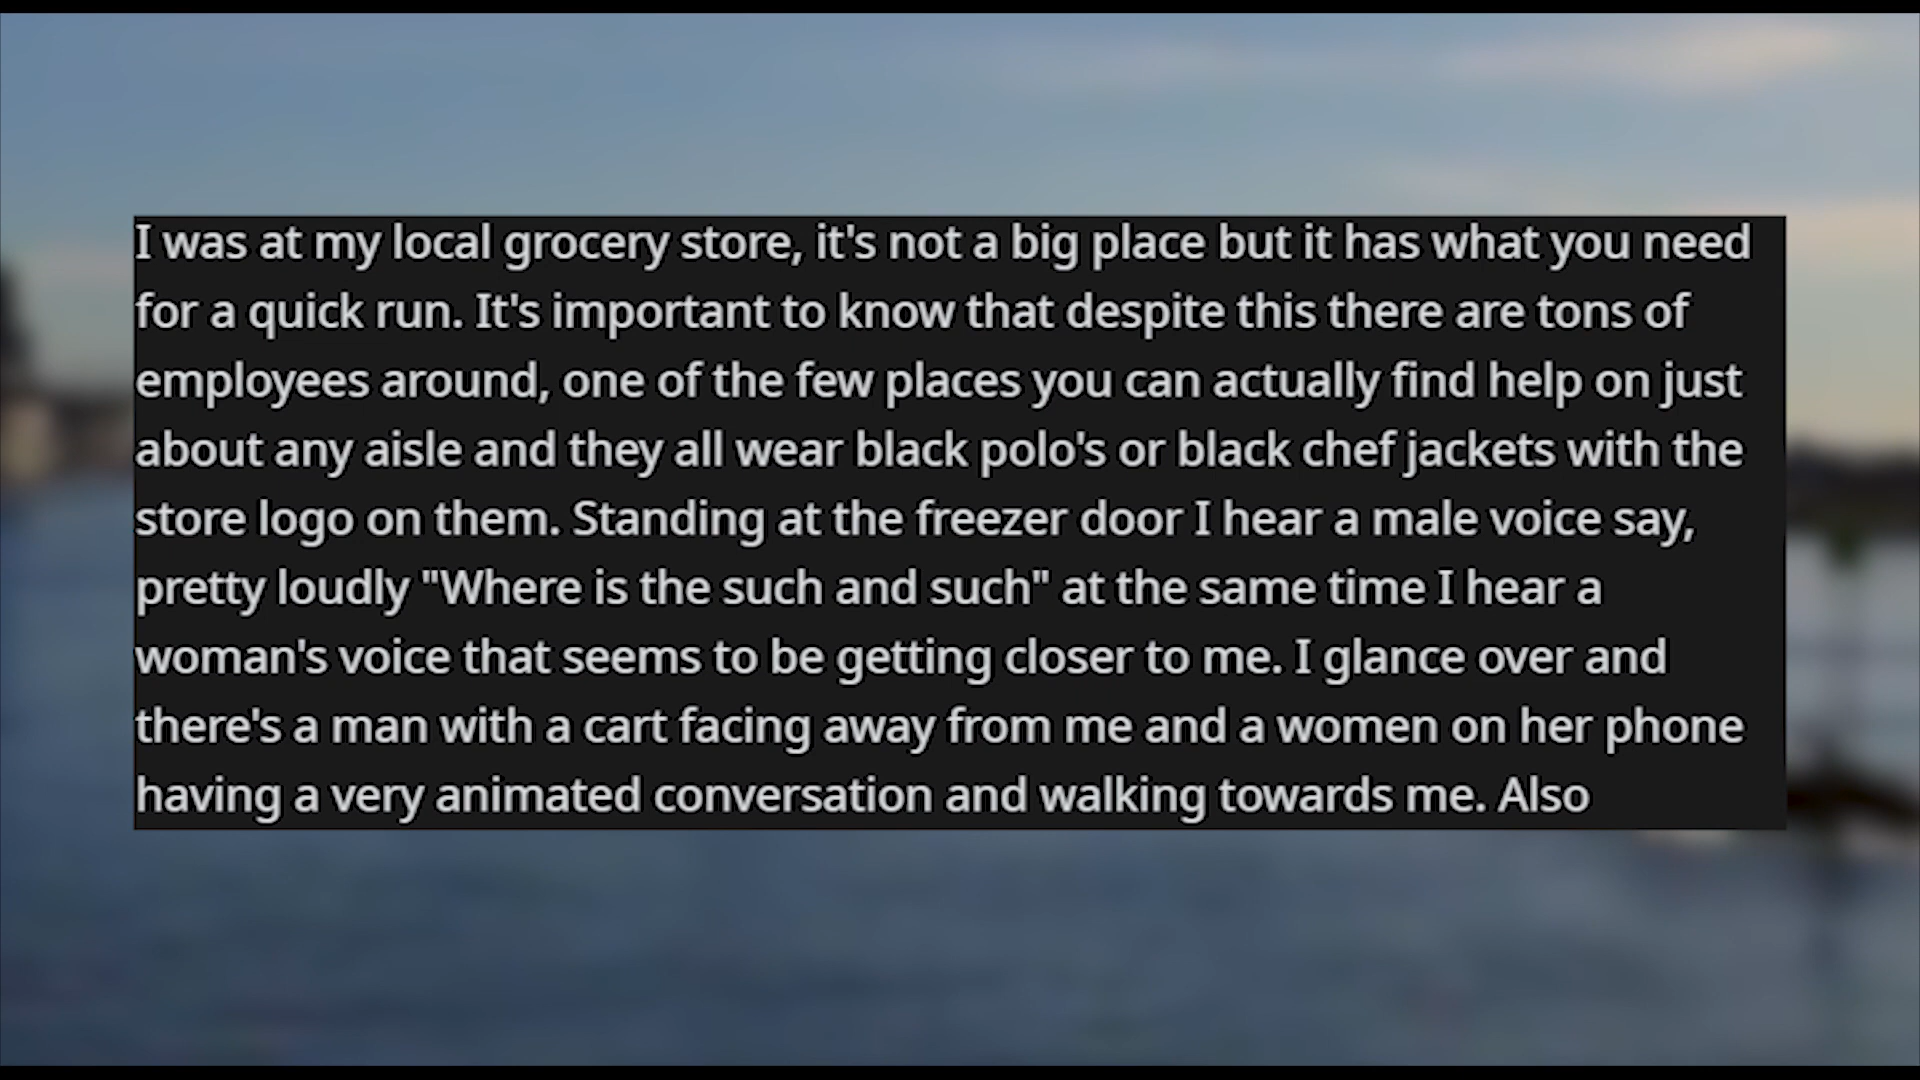 I was at my local grocery store, it's not a big place but it has what you need
for a quick run. It's important to know that despite this there are tons of
employees around, one of the few places you can actually find help on just
about any aisle and they all wear black polo's or black chef jackets with the
store logo on them. Standing at the freezer door I hear a male voice say,
pretty loudly "Where is the such and such" at the same time I hear a
woman's voice that seems to be getting closer to me. I glance over and
there's a man with a cart facing away from me and a women on her phone
having a very animated conversation and walking towards me. Also